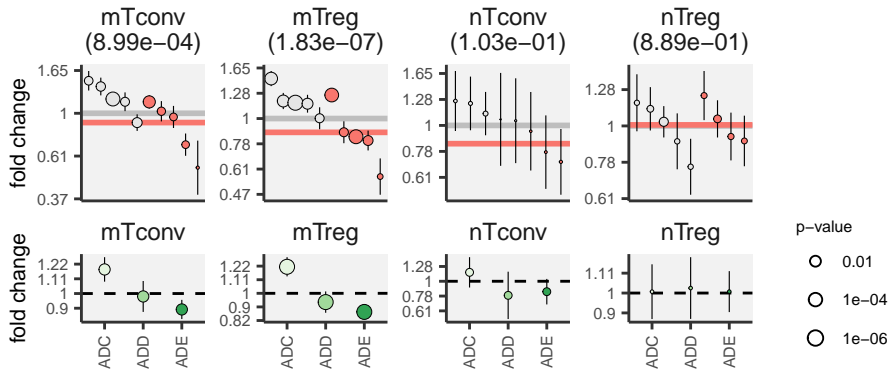 mTconv
(8.99e−04)
mTreg
(1.83e−07)
nTconv
(1.03e−01)
nTreg
(8.89e−01)
fold change
1.65
1
0.61
0.37
1.65
1.28
1
0.78
0.61
0.47
1.65
1.28
1
0.78
0.61
1.28
1
0.78
0.61
mTconv
mTreg
nTconv
nTreg
fold change
1.22
1.11
1
0.9
1.22
1.11
1
0.9
0.82
1.28
1
0.78
0.61
1.11
1
0.9
ADC
ADD
ADE
ADC
ADD
ADE
ADC
ADD
ADE
ADC
ADD
ADE
p−value
0.01
1e−04
1e−06